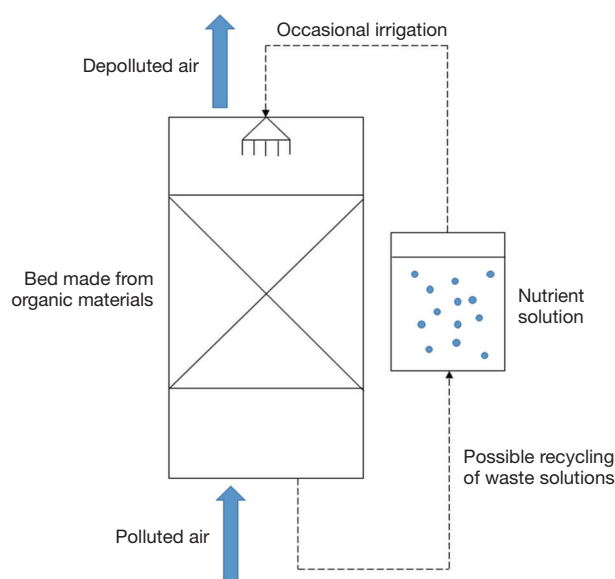 Occasional irrigation
Depolluted air
Bed made from
organic materials
Nutrient
solution
Possible recycling
of waste solutions
Polluted air